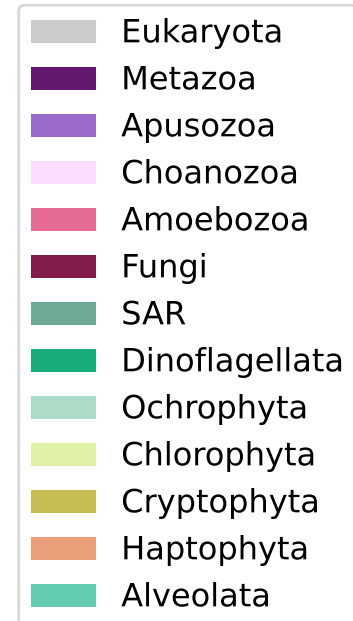 Eukaryota
Metazoa
Apusozoa
Choanozoa
Amoebozoa
Fungi
SAR
Dinoflagellata
Ochrophyta
Chlorophyta
Cryptophyta
Haptophyta
Alveolata